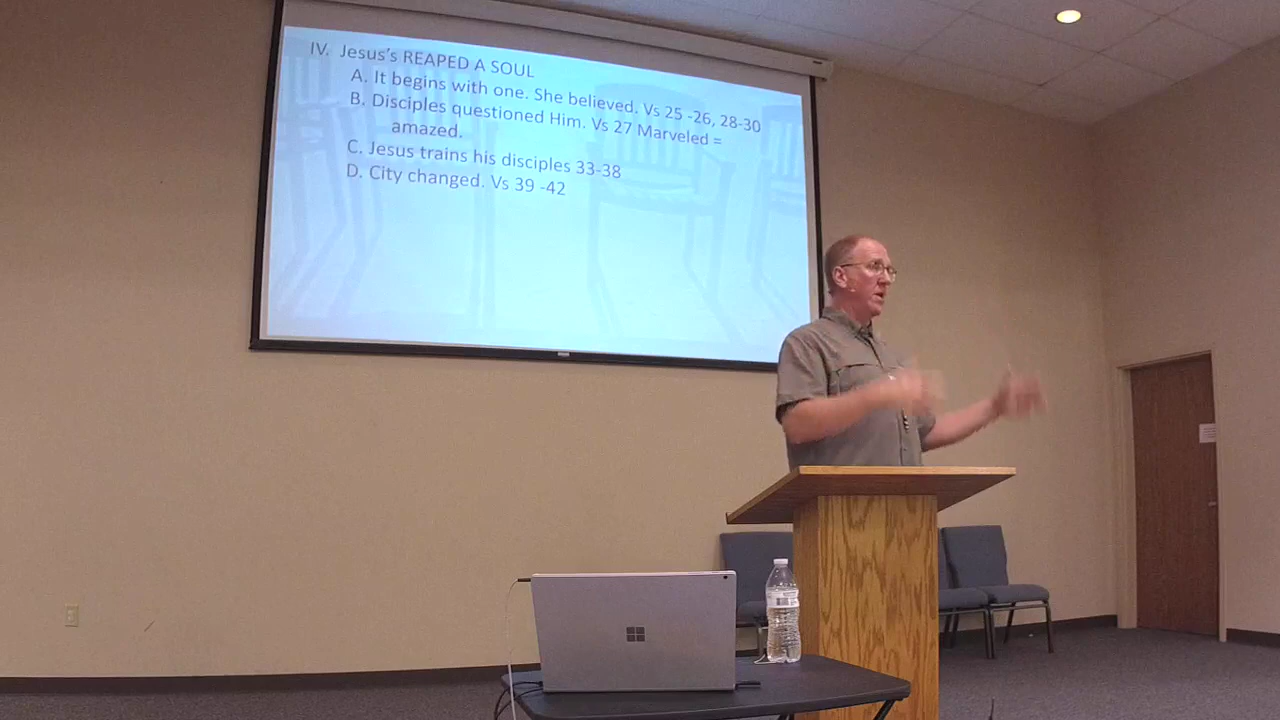 IV. Jesus's REAPED A SOUL
A. It begins with one. She believed. Vs 25 -26, 28-30
B. Disciples questioned Him. Vs 27 Marveled =
amazed.
C. Jesus trains his disciples 33-38
D. City changed. Vs 39 -42